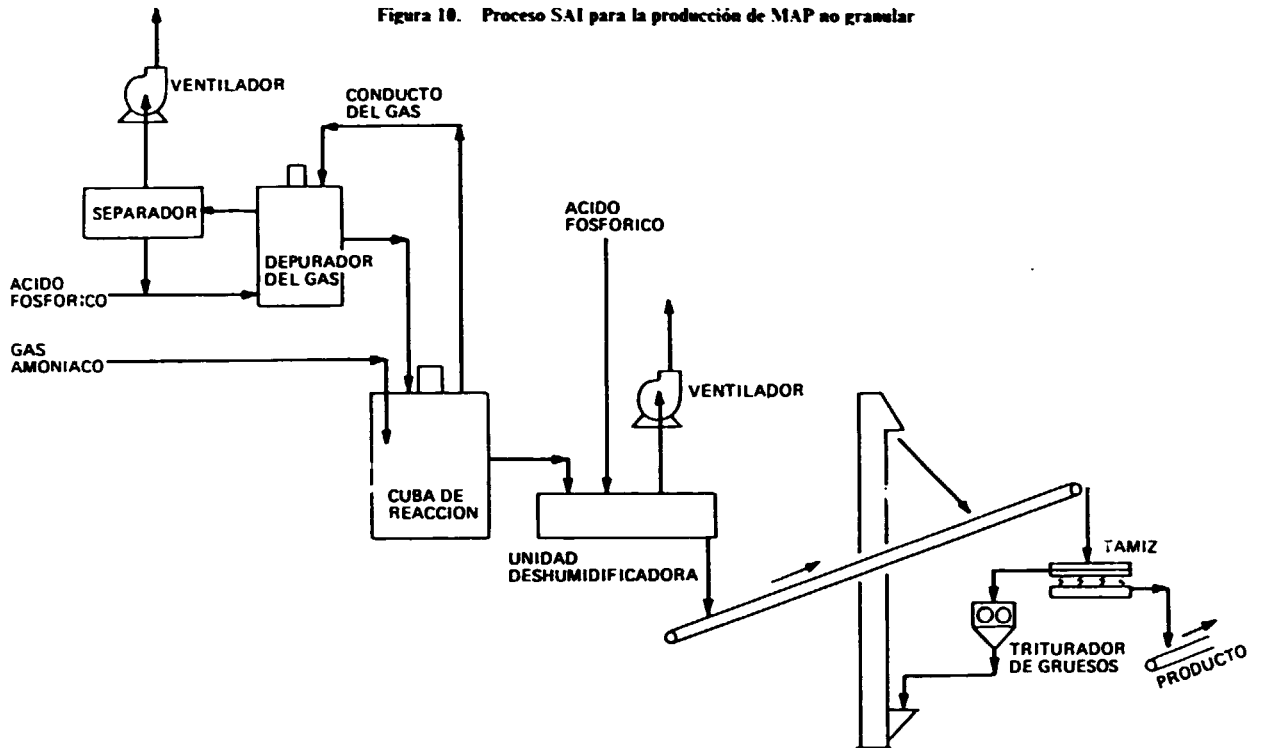 Figura 10. Proceso SAI para la producción de MAP no granular
VENTILADOR
CONDUCTO
DEL GAS
SEPARADOR
ACIDO
FOSFORICO
DEPURADOR
DEL GAS
ACIDO
FOSFORICO
GAS
AMONIACO
VENTILADOR
CUBA DE
REACCION
UNIDAD
DESHUMIDIFICADORA
TAMIZ
TRITURADOR
DE GRUESOS
PRODUCTO